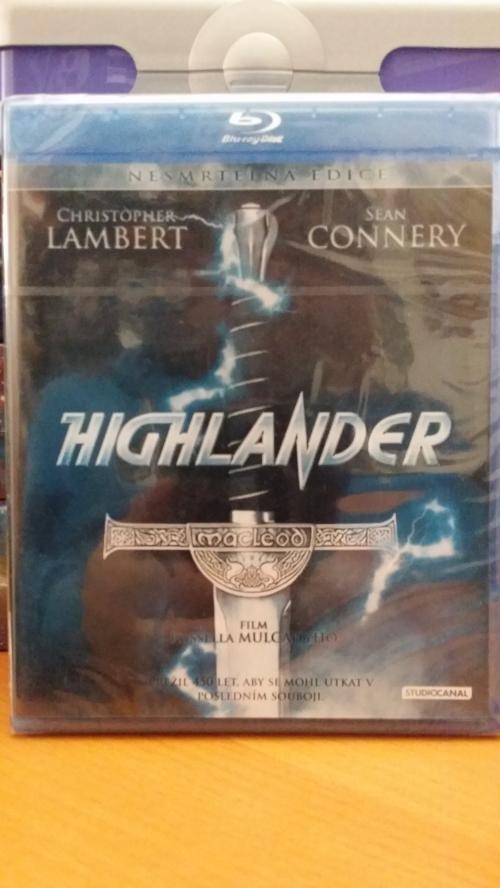 Blu-ray Disc
NESMRTELNÁ EDICE
CHRISTOPHER
LAMBERT
SEAN
CONNERY
HIGHLANDER
macleod
FILM
MULCAHYHO
PŘEŽIL 450 LET, ABY SE MOHL UTKAT V
POSLEDNÍM SOUBOJI.
STUDIOCANAL